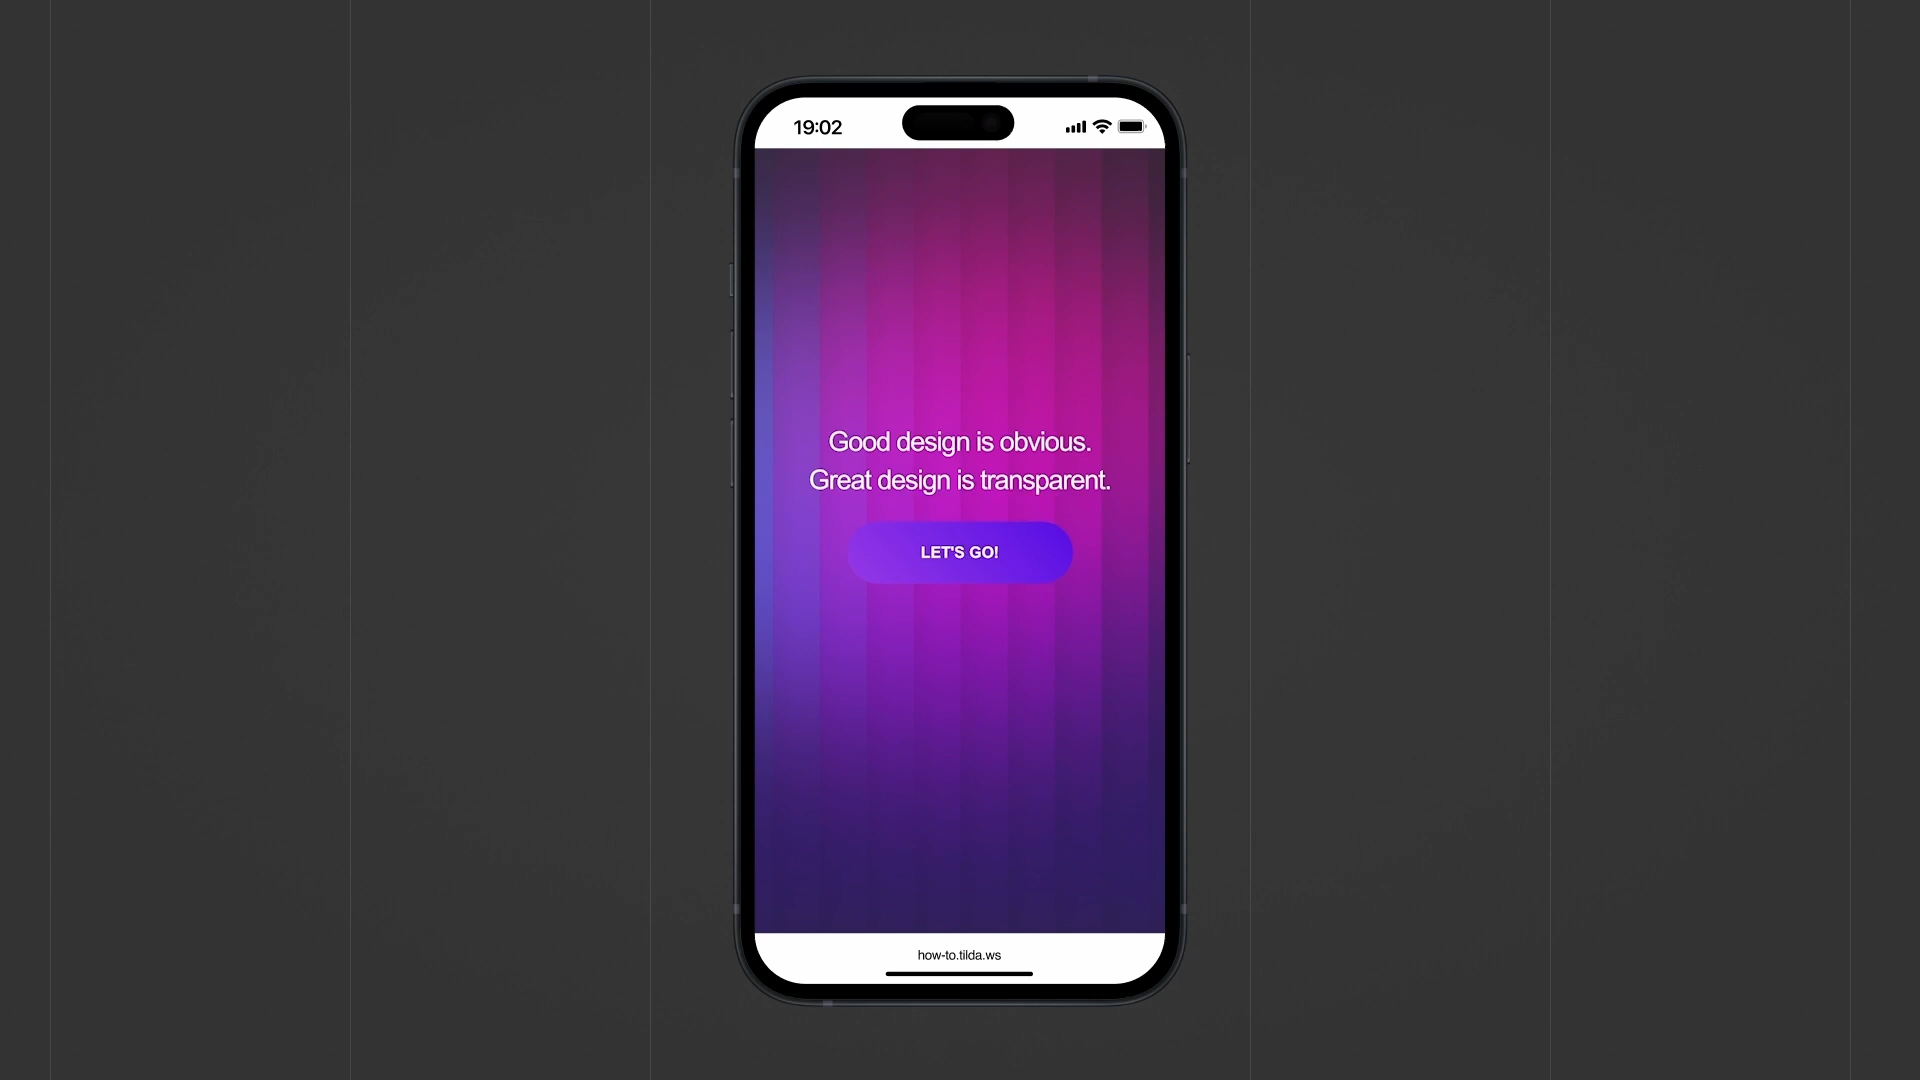 19:02
Good design is obvious.
Great design is transparent.
LET'S GO!
how-to.tilda.ws